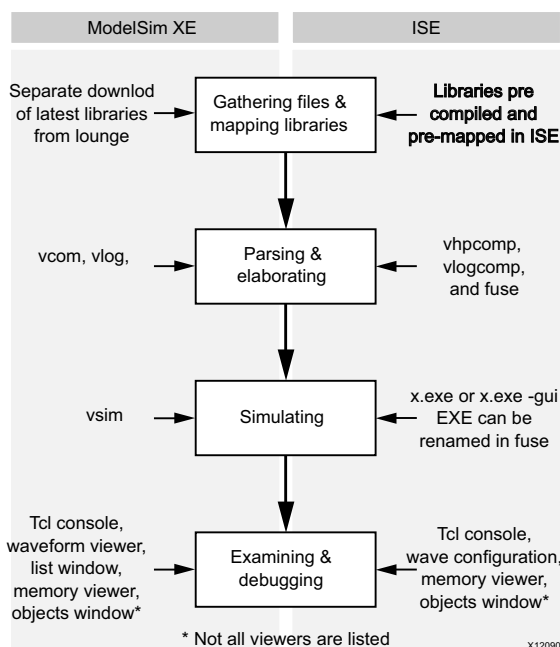 ModelSim XE
ISE
Separate downlod
of latest libraries
from lounge
Gathering files &
mapping libraries
Libraries pre
compiled and
pre-mapped in ISE
vcom, vlog,
Parsing &
elaborating
vhpcomp,
vlogcomp,
and fuse
vsim
Simulating
x.exe or x.exe -gui
EXE can be
renamed in fuse
Tcl console,
waveform viewer,
list window,
memory viewer,
objects window*
Examining &
debugging
Tcl console,
wave configuration,
memory viewer,
objects window*
* Not all viewers are listed
X12090